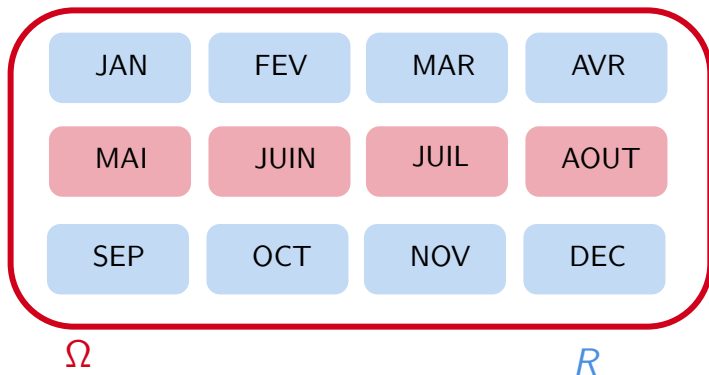 JAN FEV MAR AVR
MAI JUIN JUIL AOUT
SEP OCT NOV DEC
Ω R